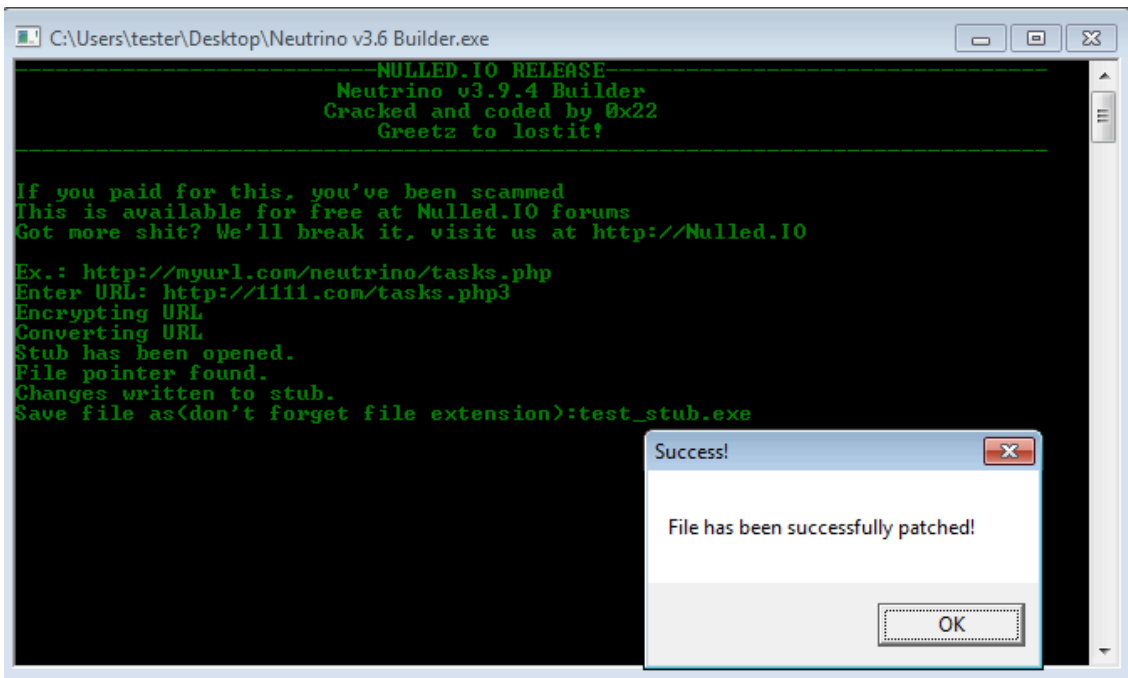 C:\Users\tester\Desktop\Neutrino v3.6 Builder.exe
---------------------------NULLED.IO RELEASE---------------------------------
Neutrino v3.9.4 Builder
Cracked and coded by 0x22
Greetz to lostit!
-----------------------------------------------------------------------------
If you paid for this, you've been scammed
This is available for free at Nulled.IO forums
Got more shit? We'll break it, visit us at http://Nulled.IO
Ex.: http://myurl.com/neutrino/tasks.php
Enter URL: http://1111.com/tasks.php3
Encrypting URL
Converting URL
Stub has been opened.
File pointer found.
Changes written to stub.
Save file as(don't forget file extension):test_stub.exe
Success!
File has been successfully patched!
OK